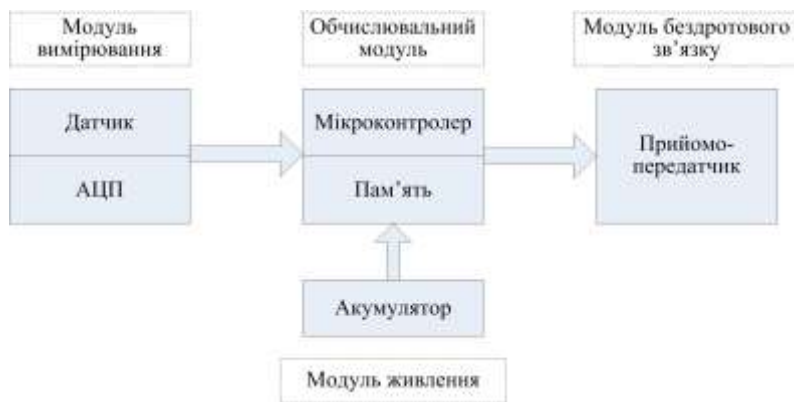 Модуль
вимірювання
Обчислювальний
модуль
Модуль бездротового
зв’язку
Датчик
АЦП
Мікроконтролер
Пам’ять
Прийомо-
передатчик
Акумулятор
Модуль живлення